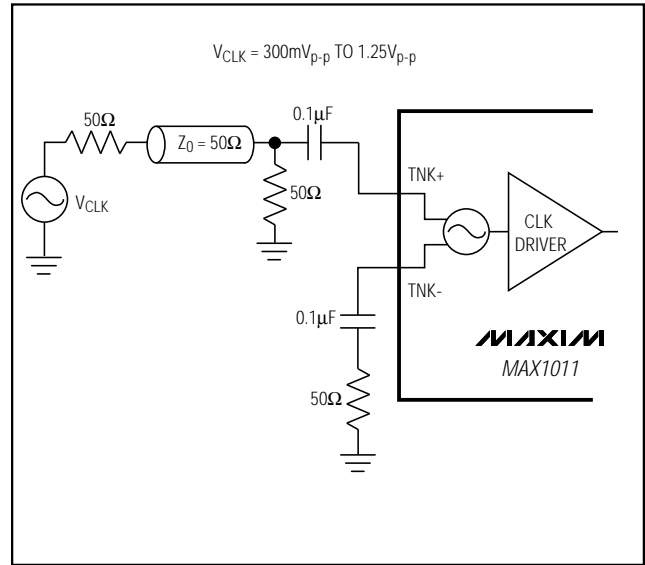 V_CLK = 300mV_p-p TO 1.25V_p-p
50Ω
Z_0 = 50Ω
0.1µF
50Ω
V_CLK
TNK+
CLK
DRIVER
TNK-
0.1µF
50Ω
MAXIM
MAX1011